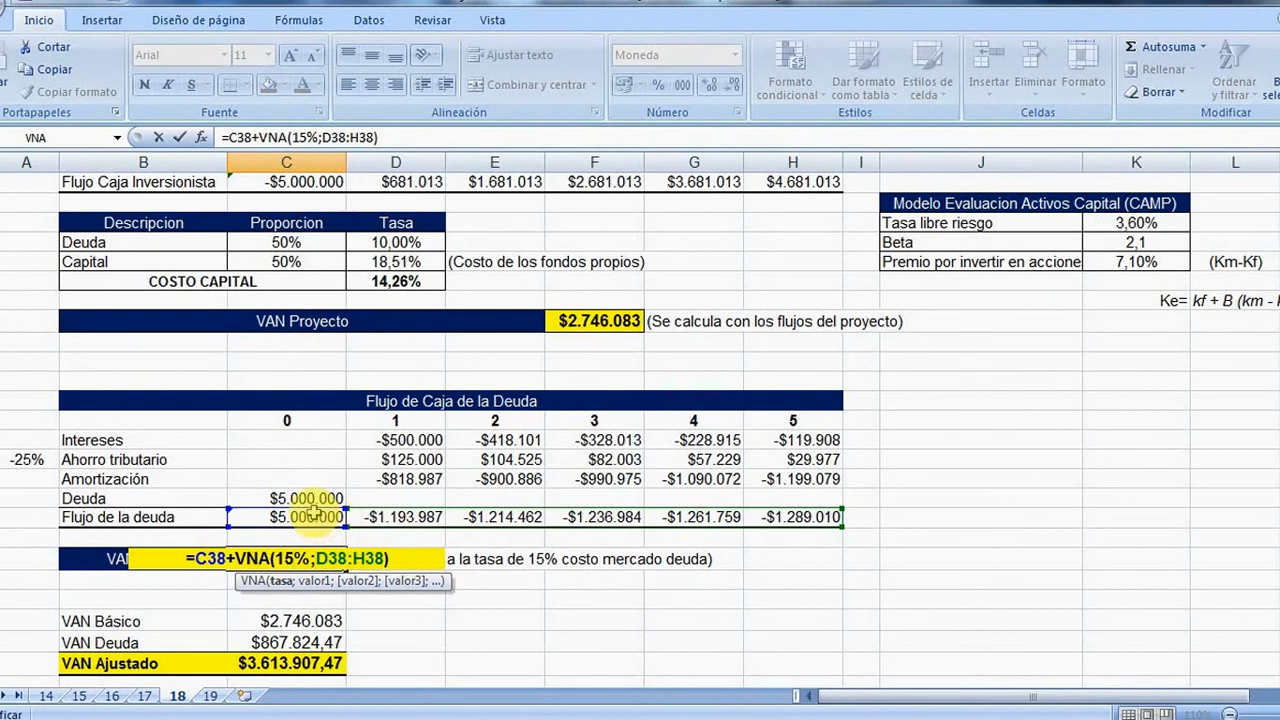 Inicio Insertar Diseño de página Fórmulas Datos Revisar Vista
Cortar
Copiar
Copiar formato
Portapapeles
Arial 11
N K S
Fuente
Ajustar texto
Combinar y centrar
Alineación
Moneda
% 000
Número
Formato condicional
Dar formato como tabla
Estilos de celda
Estilos
Insertar Eliminar Formato
Celdas
Autosuma
Rellenar
Borrar
Ordenar y filtrar
Modificar
VNA =C38+VNA(15%;D38:H38)
A B C D E F G H I J K L
Flujo Caja Inversionista -$5.000.000 $681.013 $1.681.013 $2.681.013 $3.681.013 $4.681.013
Modelo Evaluacion Activos Capital (CAMP)
Descripcion Proporcion Tasa
Tasa libre riesgo 3,60%
Deuda 50% 10,00%
Beta 2,1
Capital 50% 18,51% (Costo de los fondos propios)
Premio por invertir en accione 7,10% (Km-Kf)
COSTO CAPITAL 14,26%
Ke= kf + B (km -
VAN Proyecto $2.746.083 (Se calcula con los flujos del proyecto)
Flujo de Caja de la Deuda
0 1 2 3 4 5
Intereses -$500.000 -$418.101 -$328.013 -$228.915 -$119.908
-25% Ahorro tributario $125.000 $104.525 $82.003 $57.229 $29.977
Amortización -$818.987 -$900.886 -$990.975 -$1.090.072 -$1.199.079
Deuda $5.000.000
Flujo de la deuda $5.000.000 -$1.193.987 -$1.214.462 -$1.236.984 -$1.261.759 -$1.289.010
VAN =C38+VNA(15%;D38:H38) a la tasa de 15% costo mercado deuda)
VNA(tasa; valor1; [valor2]; [valor3]; ...)
VAN Básico $2.746.083
VAN Deuda $867.824,47
VAN Ajustado $3.613.907,47
14 15 16 17 18 19
ficar 110%